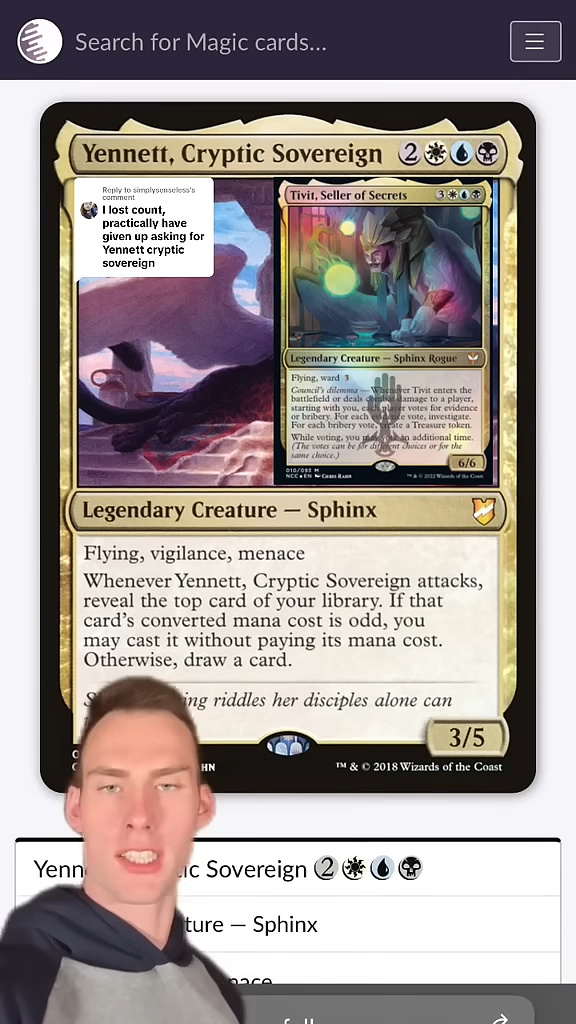 Search for Magic cards…
Yennett, Cryptic Sovereign 2
Reply to simplysenseless's
comment
I lost count,
practically have
given up asking for
Yennett cryptic
sovereign
Tivit, Seller of Secrets 3
Legendary Creature — Sphinx Rogue
Flying, ward 3
Council's dilemma — Whenever Tivit enters the
battlefield or deals combat damage to a player,
starting with you, each player votes for evidence
or bribery. For each evidence vote, investigate.
For each bribery vote, create a Treasure token.
While voting, you may vote an additional time.
(The votes can be for different choices or for the
same choice.)
6/6
010/093 M
NCC EN CHRIS RAHN
™ & © 2022 Wizards of the Coast
Legendary Creature — Sphinx
Flying, vigilance, menace
Whenever Yennett, Cryptic Sovereign attacks,
reveal the top card of your library. If that
card's converted mana cost is odd, you
may cast it without paying its mana cost.
Otherwise, draw a card.
riddles her disciples alone can
3/5
HN
™ & © 2018 Wizards of the Coast
Yenn ic Sovereign 2
ture — Sphinx